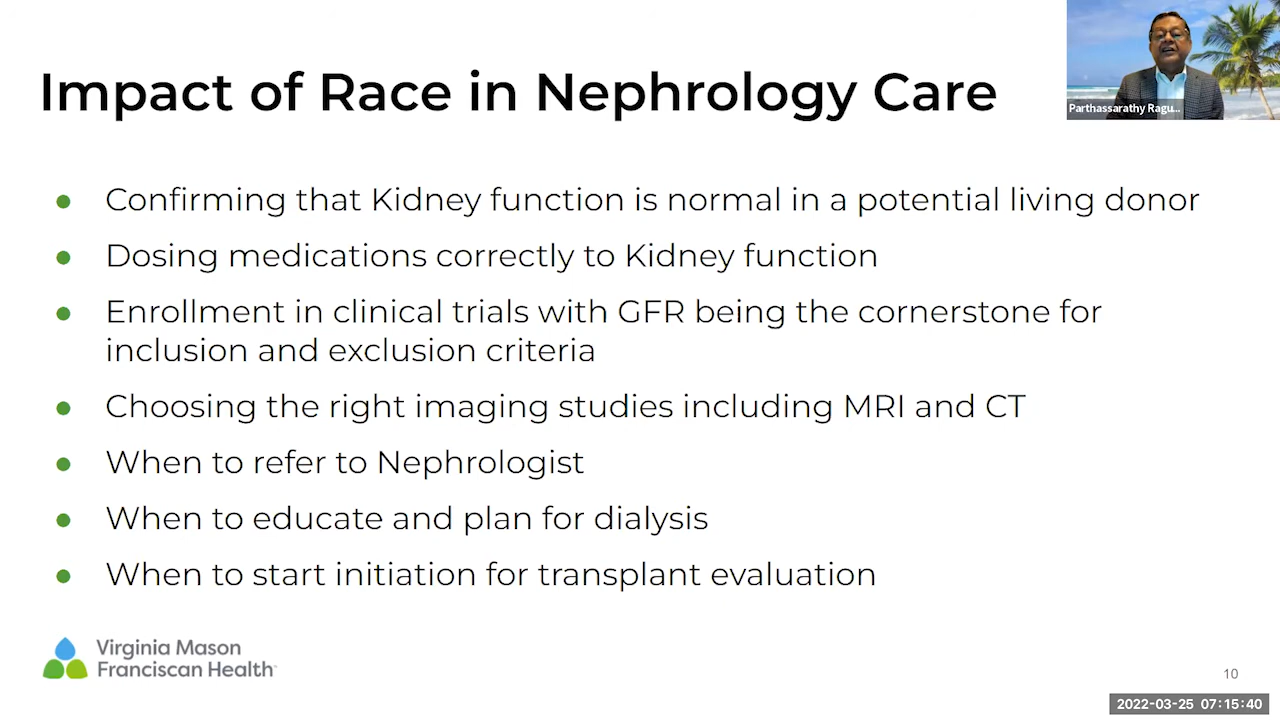 Impact of Race in Nephrology Care
Parthassarathy Ragu...
● Confirming that Kidney function is normal in a potential living donor
● Dosing medications correctly to Kidney function
● Enrollment in clinical trials with GFR being the cornerstone for
inclusion and exclusion criteria
● Choosing the right imaging studies including MRI and CT
● When to refer to Nephrologist
● When to educate and plan for dialysis
● When to start initiation for transplant evaluation
Virginia Mason
Franciscan Health
10
2022-03-25 07:15:40